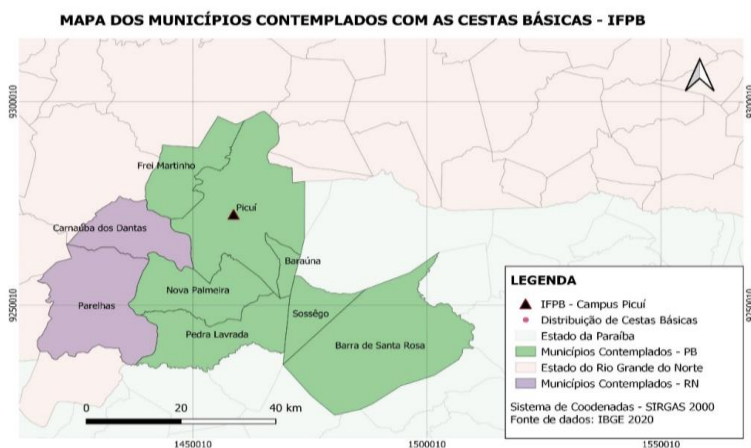 MAPA DOS MUNICÍPIOS CONTEMPLADOS COM AS CESTAS BÁSICAS - IFPB
9300010
9300010
Frei Martinho
Picuí
Carnaúba dos Dantas
Baraúna
Nova Palmeira
Parelhas
Sossêgo
Pedra Lavrada
Barra de Santa Rosa
9250010
9250010
LEGENDA
IFPB - Campus Picuí
Distribuição de Cestas Básicas
Estado da Paraíba
Municípios Contemplados - PB
Estado do Rio Grande do Norte
Municípios Contemplados - RN
Sistema de Coodenadas - SIRGAS 2000
Fonte de dados: IBGE 2020
0 20 40 km
1450010 1500010 1550010